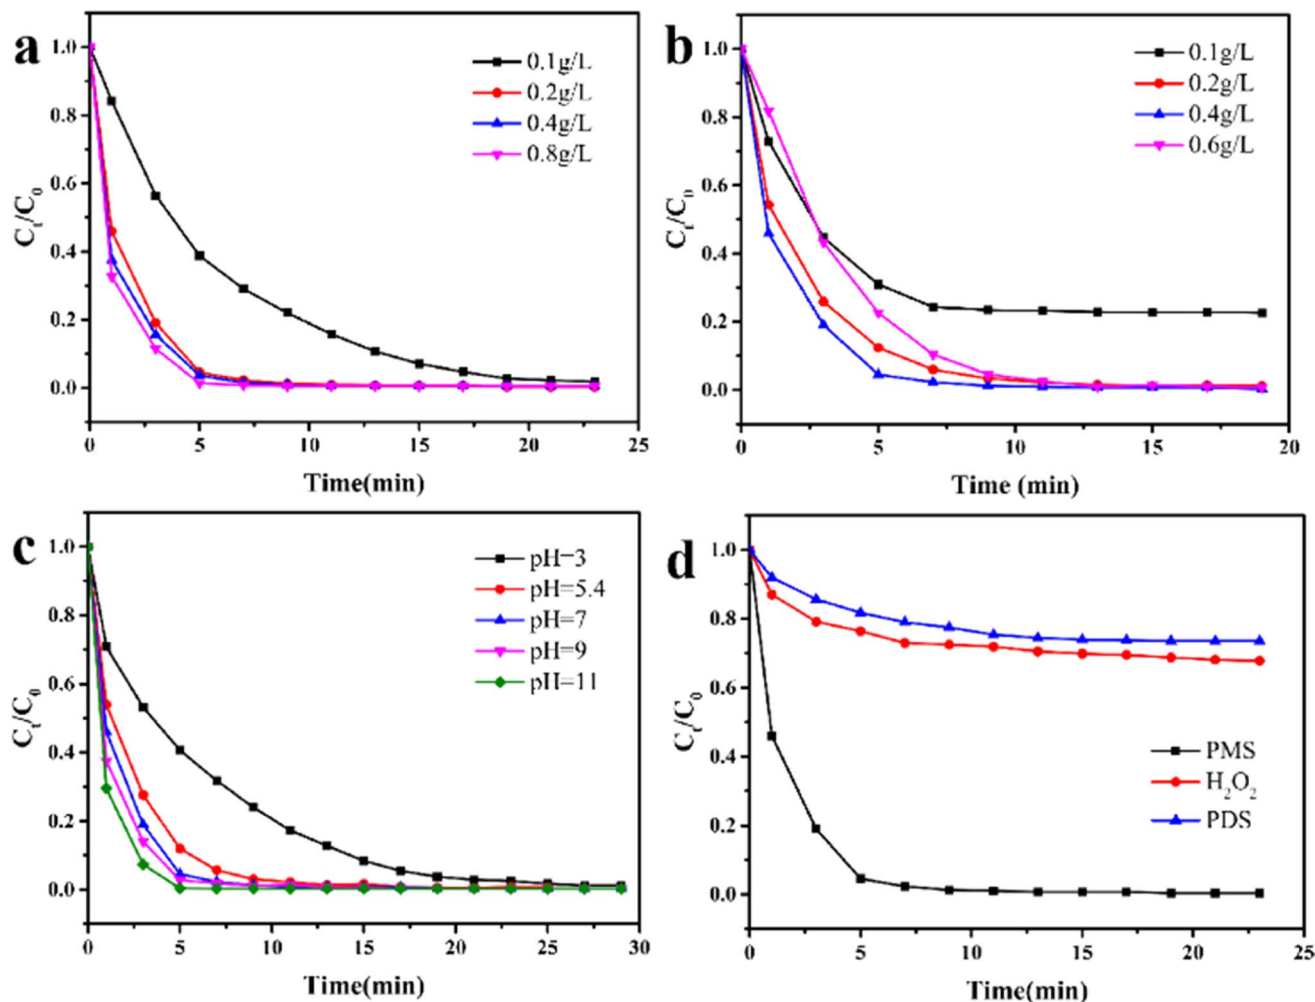 a
1.0
0.8
0.6
0.4
0.2
0.0
C_t/C_0
0.1g/L
0.2g/L
0.4g/L
0.8g/L
0 5 10 15 20 25
Time(min)
b
1.0
0.8
0.6
0.4
0.2
0.0
C_t/C_0
0.1g/L
0.2g/L
0.4g/L
0.6g/L
0 5 10 15 20
Time (min)
c
1.0
0.8
0.6
0.4
0.2
0.0
C_t/C_0
pH=3
pH=5.4
pH=7
pH=9
pH=11
0 5 10 15 20 25 30
Time(min)
d
1.0
0.8
0.6
0.4
0.2
0.0
C_t/C_0
PMS
H_2O_2
PDS
0 5 10 15 20 25
Time(min)